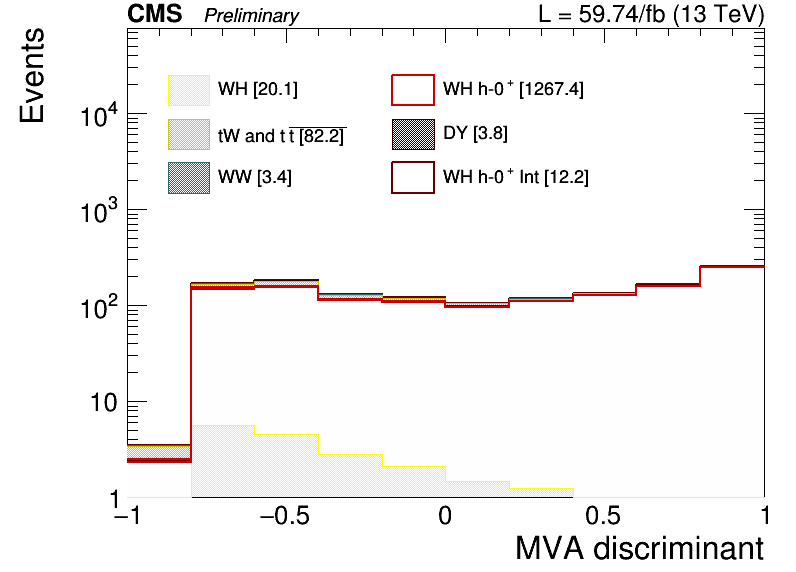 CMS Preliminary L = 59.74/fb (13 TeV)
Events
WH [20.1] WH h-0⁺ [1267.4]
tW and t t̅ [82.2] DY [3.8]
WW [3.4] WH h-0⁺ Int [12.2]
10⁴
10³
10²
10
1
−1 −0.5 0 0.5 1
MVA discriminant